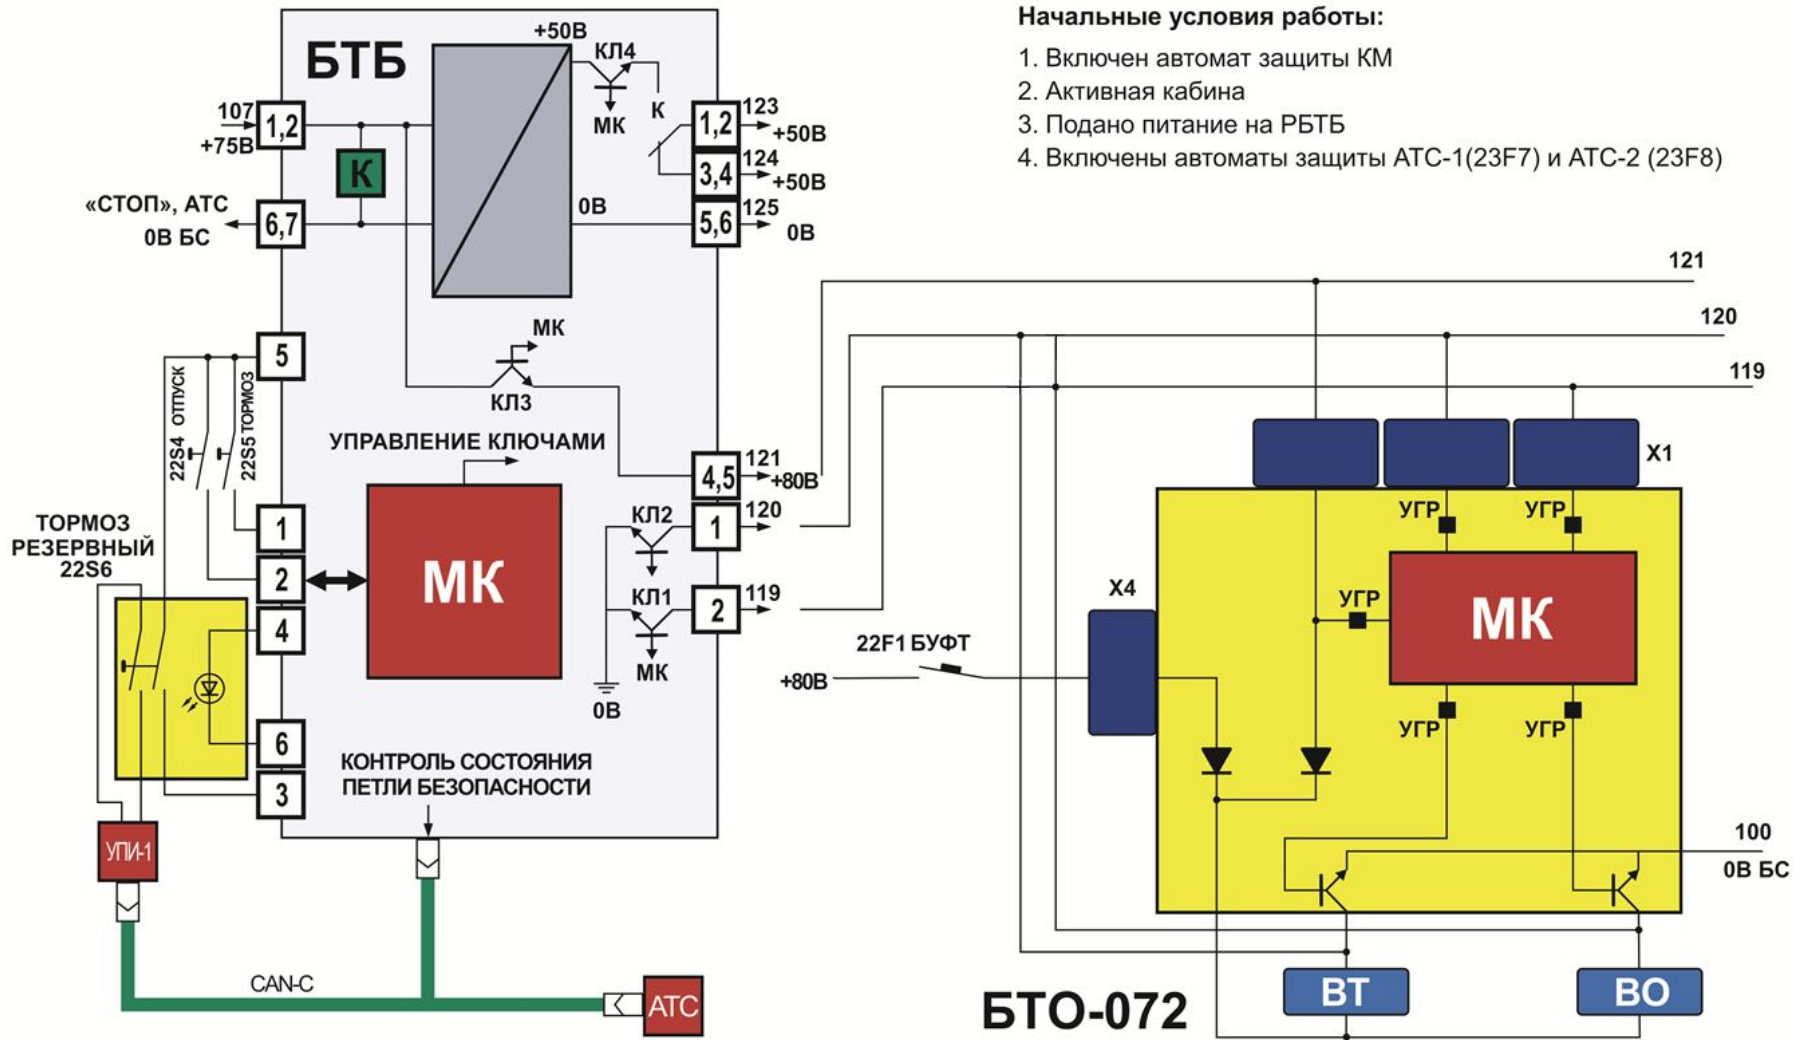 Начальные условия работы:
1. Включен автомат защиты КМ
2. Активная кабина
3. Подано питание на РБТБ
4. Включены автоматы защиты АТС-1(23F7) и АТС-2 (23F8)
БТБ
+50В
КЛ4
МК
К
107
+75В
1,2
К
«СТОП», АТС
0В БС
6,7
0В
1,2
123
+50В
3,4
124
+50В
5,6
125
0В
5
22S4 ОТПУСК
22S5 ТОРМОЗ
МК
КЛ3
УПРАВЛЕНИЕ КЛЮЧАМИ
4,5
121
+80В
1
120
КЛ2
2
119
КЛ1
МК
0В
МК
1
2
4
6
3
ТОРМОЗ
РЕЗЕРВНЫЙ
22S6
КОНТРОЛЬ СОСТОЯНИЯ
ПЕТЛИ БЕЗОПАСНОСТИ
УПИ-1
CAN-C
АТС
121
120
119
X1
УГР
УГР
МК
УГР
X4
22F1 БУФТ
+80В
УГР
УГР
100
0В БС
ВТ
ВО
БТО-072